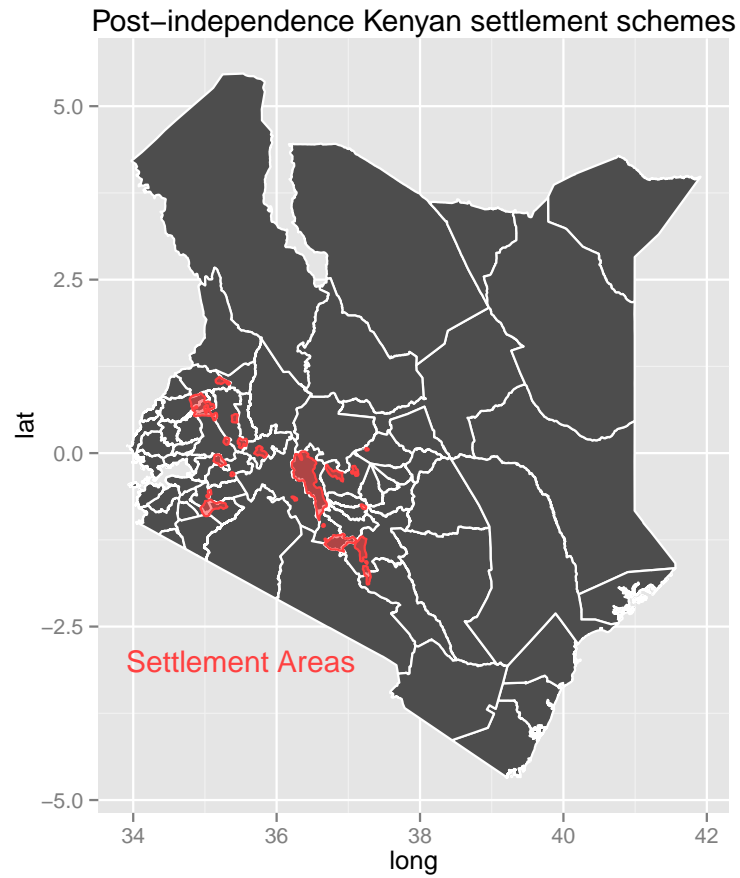 Post−independence Kenyan settlement schemes
5.0
2.5
0.0
−2.5
−5.0
lat
Settlement Areas
34 36 38 40 42
long